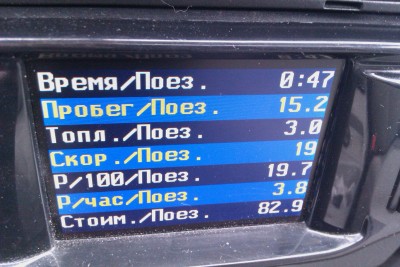 Время/Поез. 0:47
Пробег/Поез. 15.2
Топл./Поез. 3.0
Скор./Поез. 19
Р/100/Поез. 19.7
Р/час/Поез. 3.8
Стоим./Поез. 82.9